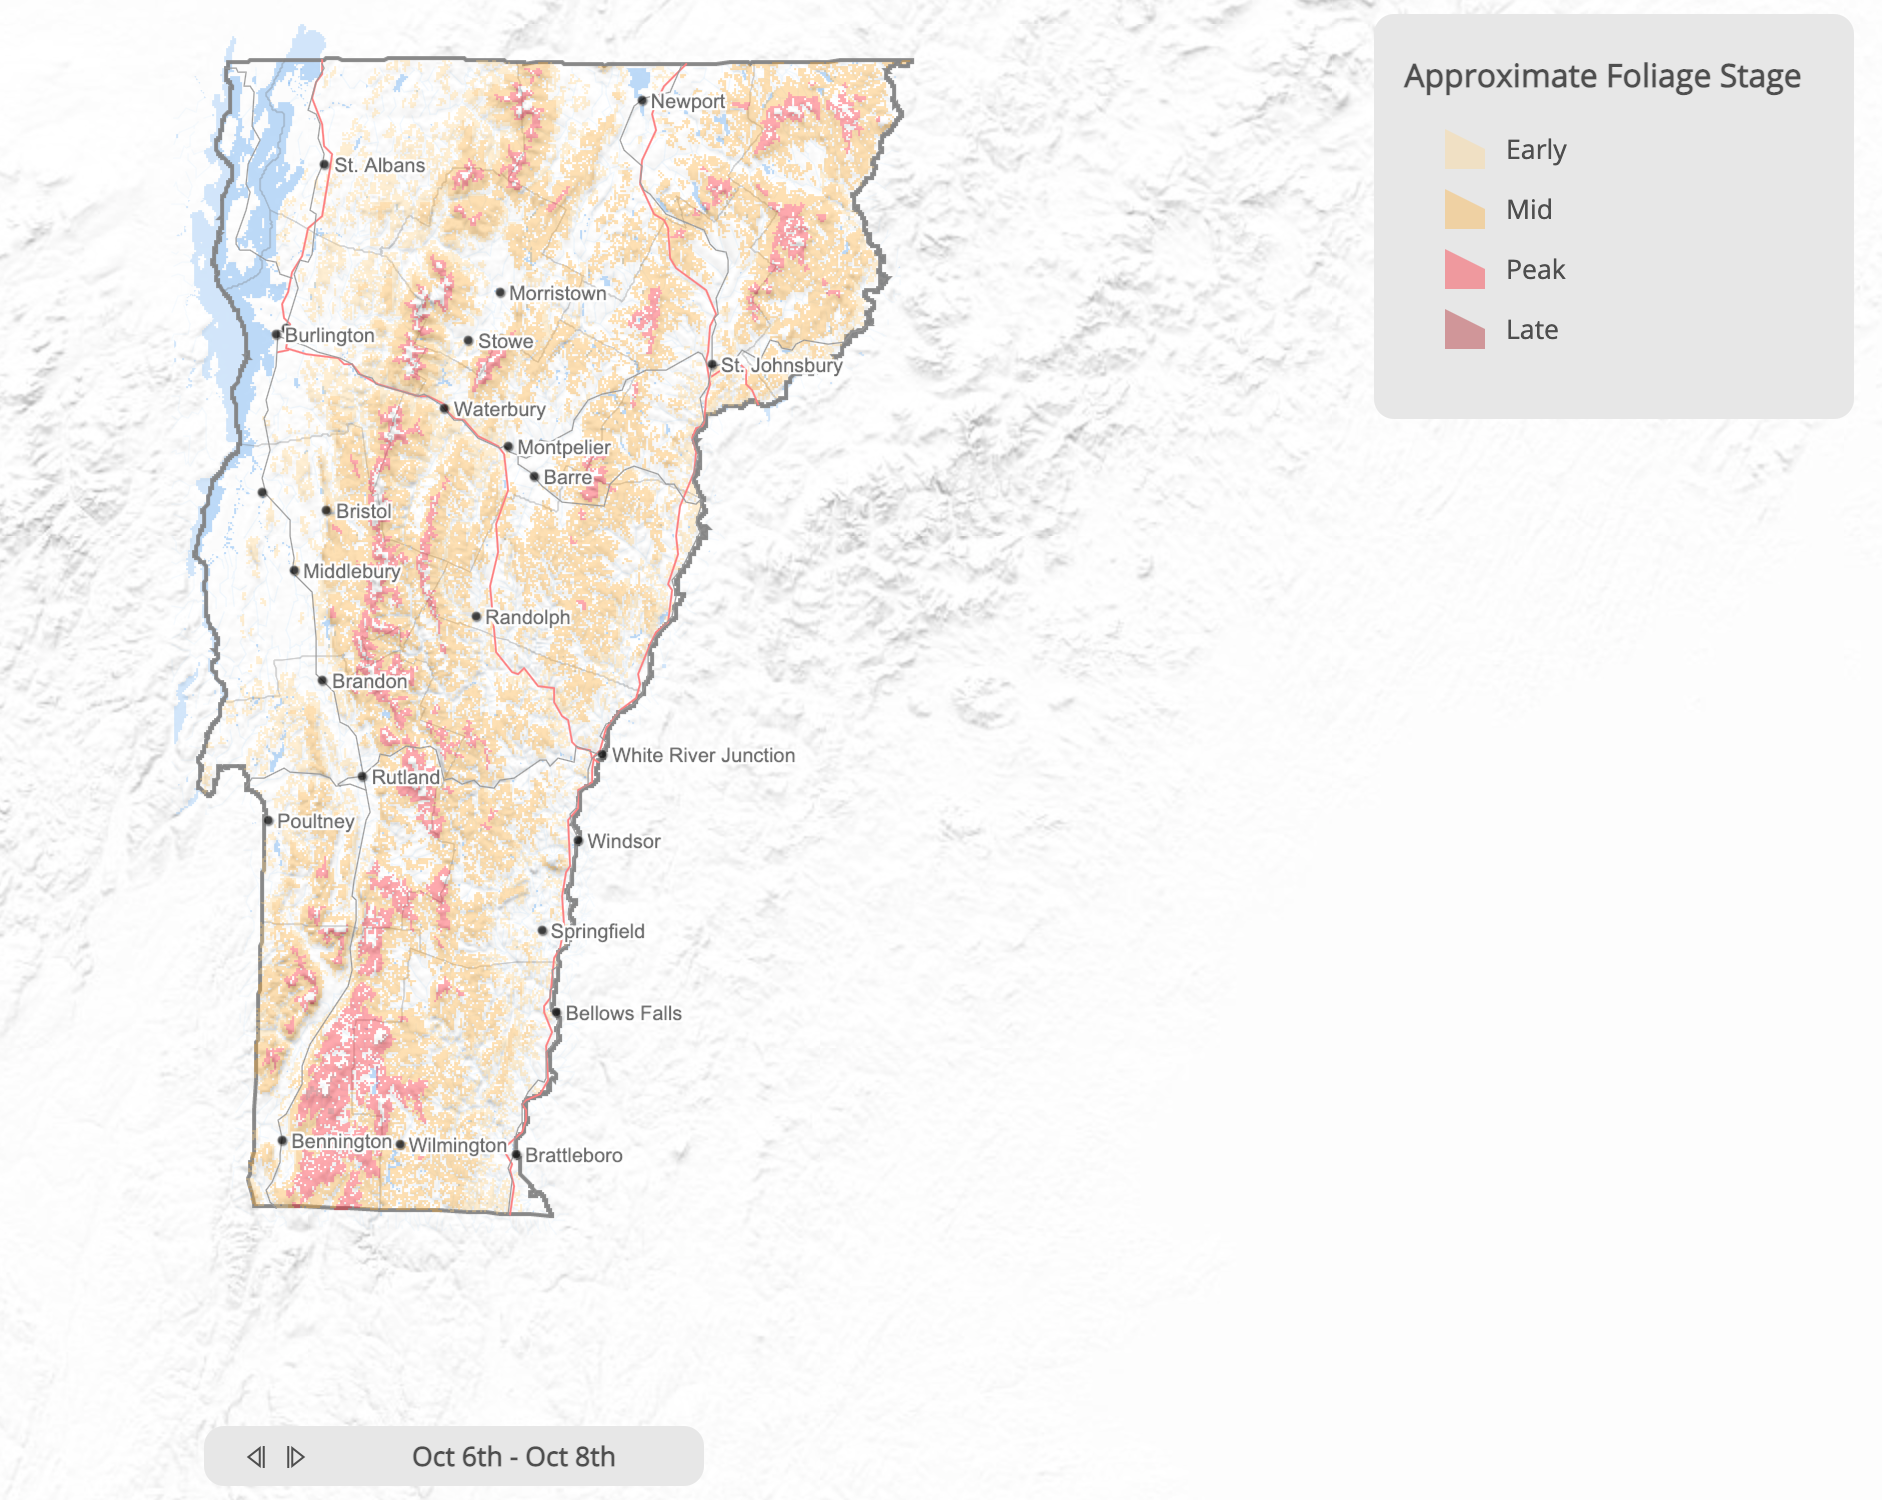 Approximate Foliage Stage
Early
Mid
Peak
Late
Newport
St. Albans
Morristown
Burlington
Stowe
St. Johnsbury
Waterbury
Montpelier
Barre
Bristol
Middlebury
Randolph
Brandon
White River Junction
Rutland
Poultney
Windsor
Springfield
Bellows Falls
Bennington
Wilmington
Brattleboro
Oct 6th - Oct 8th